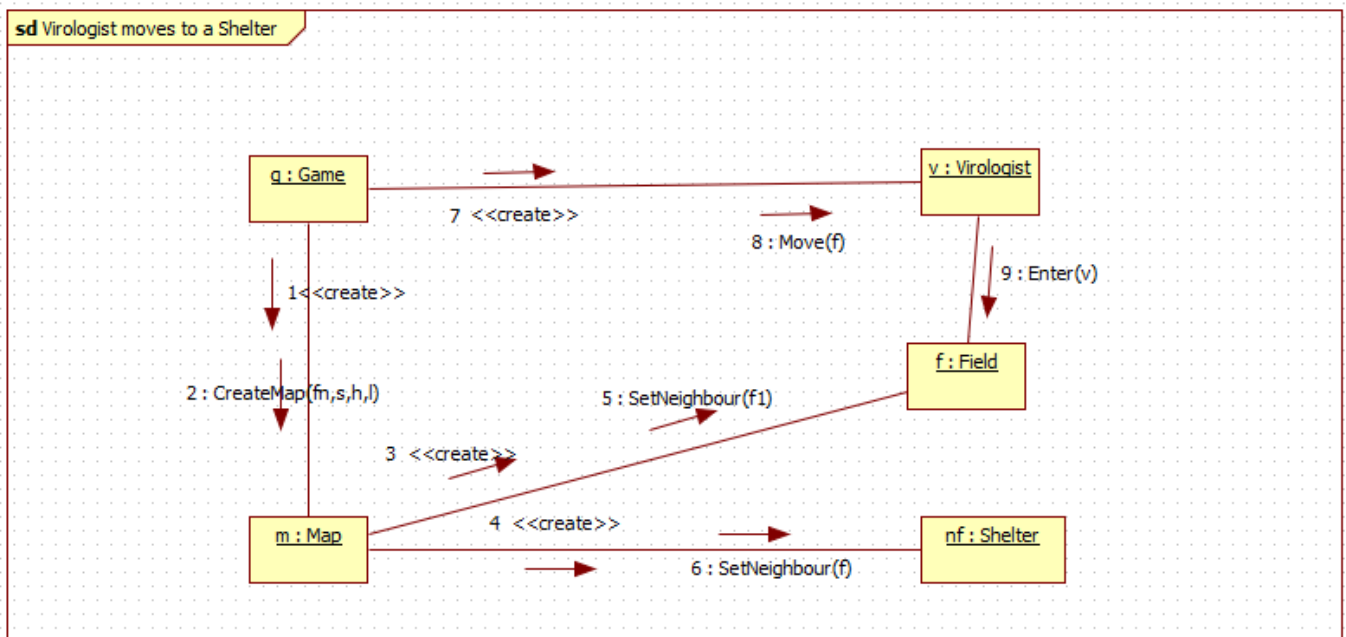 sd Virologist moves to a Shelter
g : Game
v : Virologist
7 <<create>>
8 : Move(f)
9 : Enter(v)
1<<create>>
f : Field
2 : CreateMap(fn,s,h,l)
5 : SetNeighbour(f1)
3 <<create>>
4 <<create>>
m : Map
nf : Shelter
6 : SetNeighbour(f)